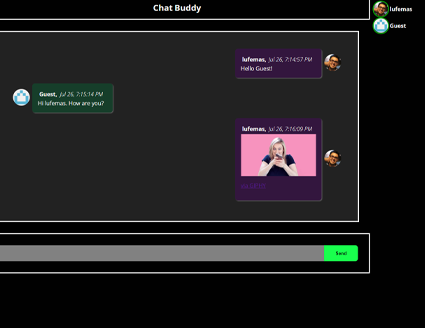 Chat Buddy
lufemas
Guest
lufemas, Jul 26, 7:14:57 PM
Hello Guest!
Guest, Jul 26, 7:15:14 PM
Hi lufemas. How are you?
lufemas, Jul 26, 7:16:09 PM
Send